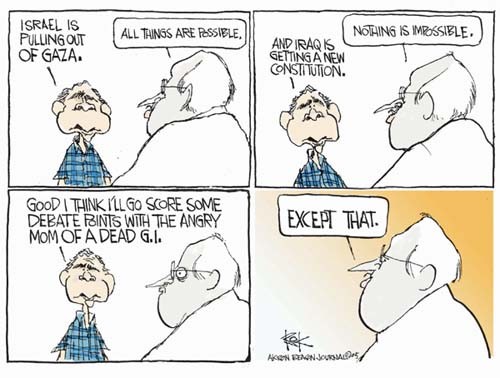 ISRAEL IS
PULLING OUT
OF GAZA.
ALL THINGS ARE POSSIBLE.
AND IRAQ IS
GETTING A NEW
CONSTITUTION.
NOTHING IS IMPOSSIBLE.
GOOD I THINK I'LL GO SCORE SOME
DEBATE POINTS WITH THE ANGRY
MOM OF A DEAD G.I.
EXCEPT THAT.
AKRON BEACON JOURNAL ©